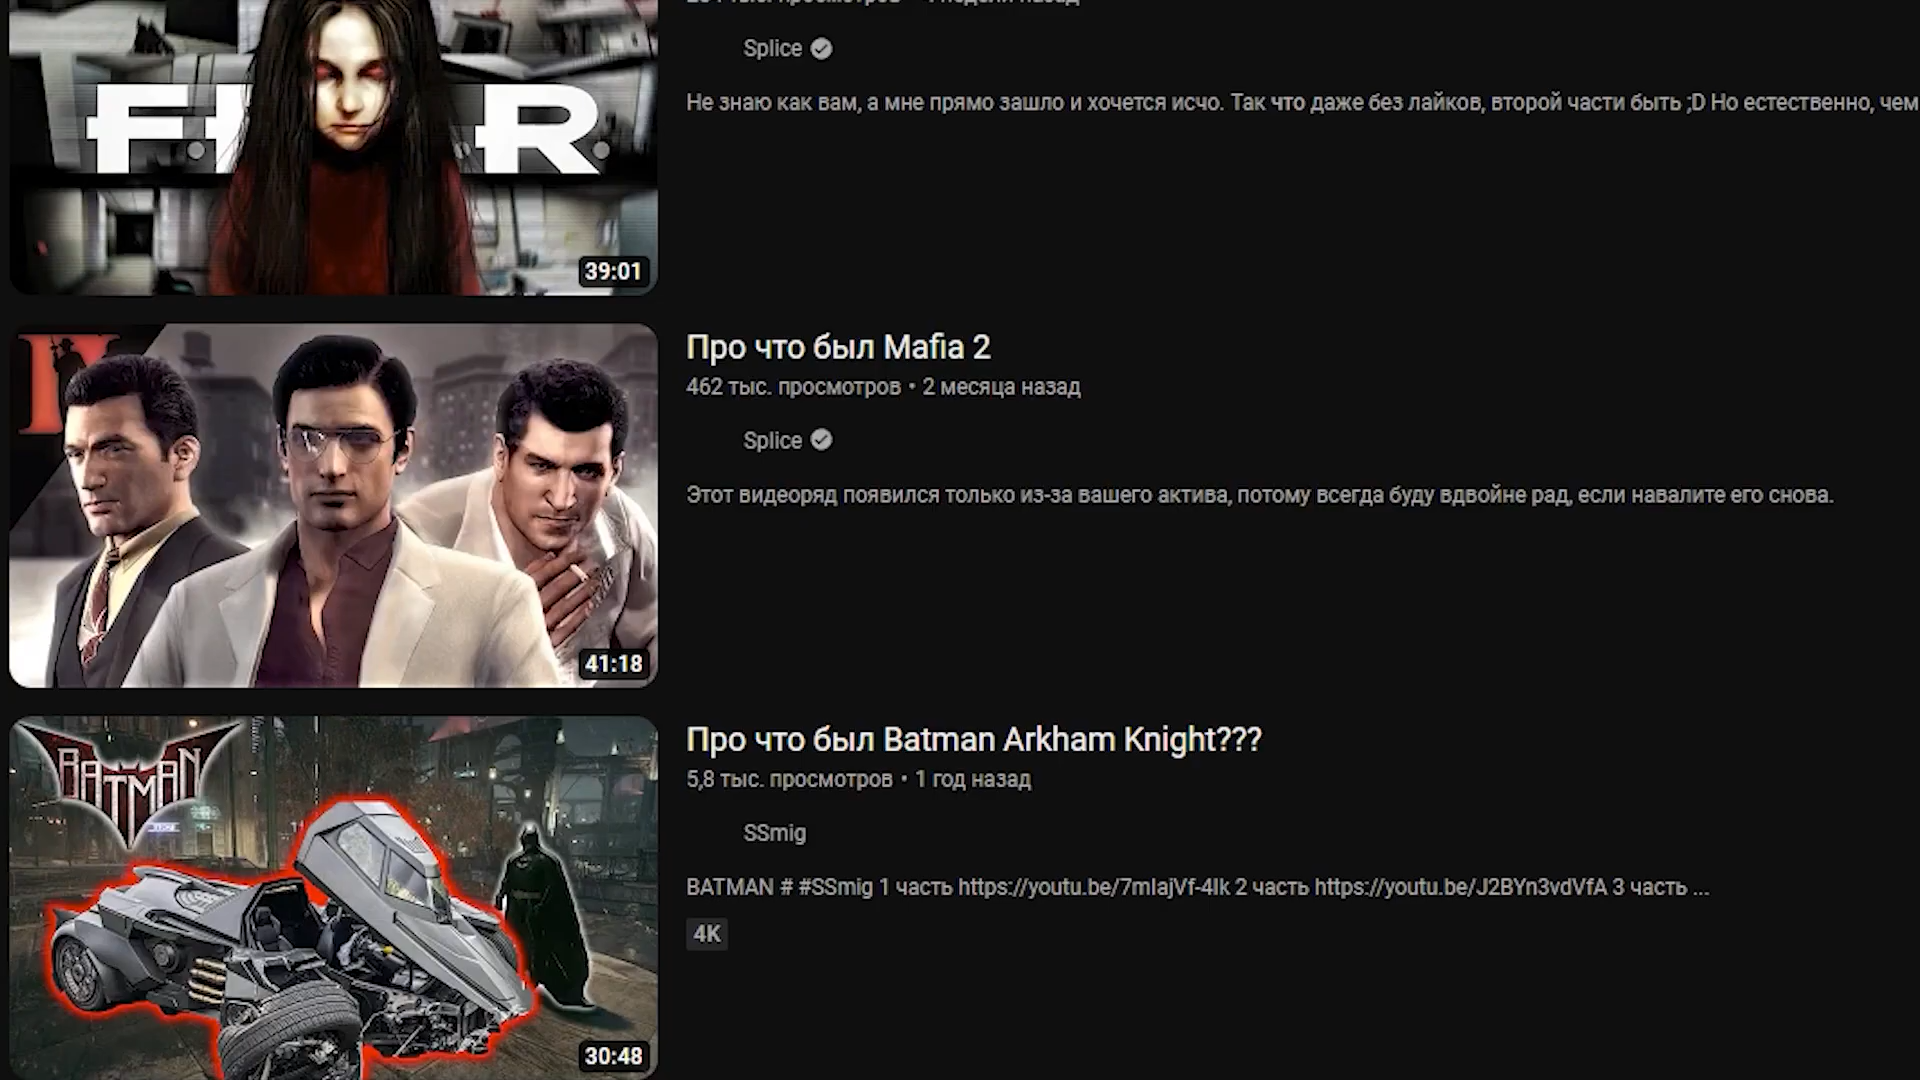 Splice
Не знаю как вам, а мне прямо зашло и хочется исчо. Так что даже без лайков, второй части быть ;D Но естественно, чем
39:01
Про что был Mafia 2
462 тыс. просмотров • 2 месяца назад
Splice
Этот видеоряд появился только из-за вашего актива, потому всегда буду вдвойне рад, если навалите его снова.
41:18
BATMAN
Про что был Batman Arkham Knight???
5,8 тыс. просмотров • 1 год назад
SSmig
BATMAN # #SSmig 1 часть https://youtu.be/7mlajVf-4lk 2 часть https://youtu.be/J2BYn3vdVfA 3 часть ...
4K
30:48